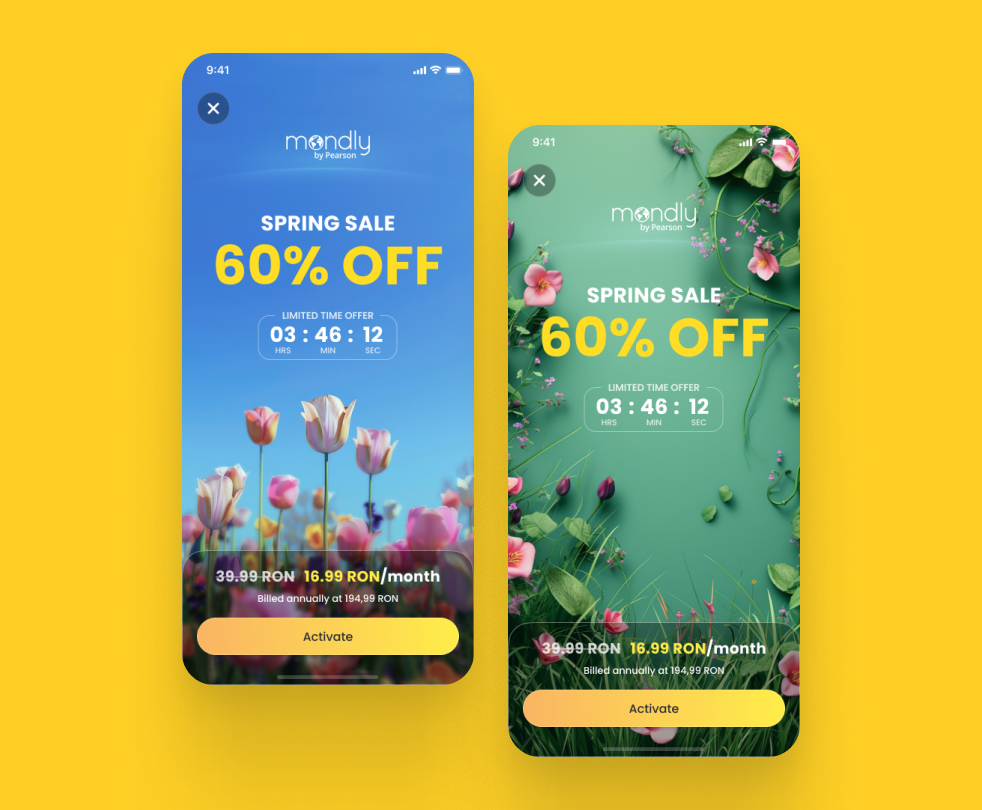 9:41
mondly
by Pearson
SPRING SALE
60% OFF
LIMITED TIME OFFER
03 : 46 : 12
HRS MIN SEC
39.99 RON 16.99 RON/month
Billed annually at 194,99 RON
Activate
9:41
mondly
by Pearson
SPRING SALE
60% OFF
LIMITED TIME OFFER
03 : 46 : 12
HRS MIN SEC
39.99 RON 16.99 RON/month
Billed annually at 194,99 RON
Activate